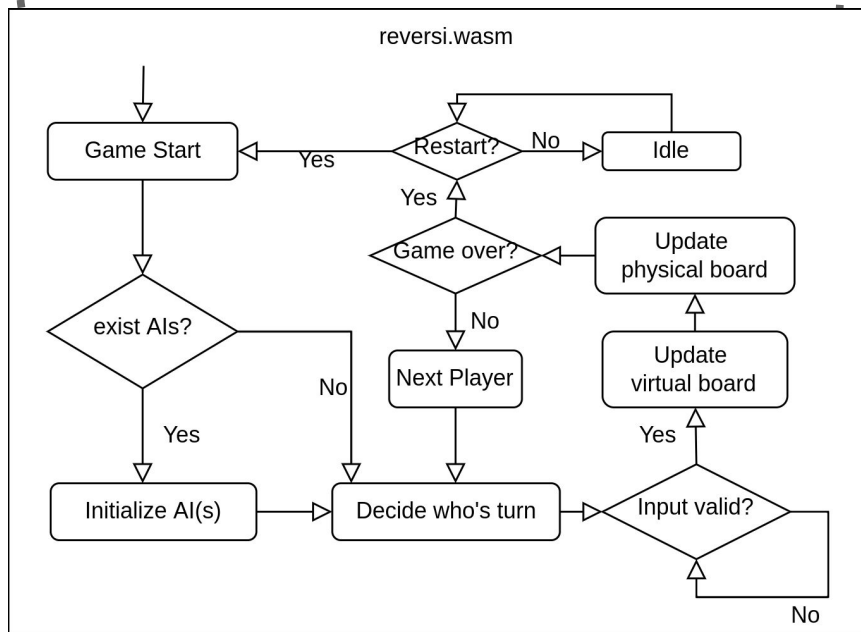 reversi.wasm
Game Start
Yes
Restart?
No
Idle
Yes
Game over?
Update
physical board
exist AIs?
No
No
Next Player
Update
virtual board
Yes
Yes
Initialize AI(s)
Decide who's turn
Input valid?
No